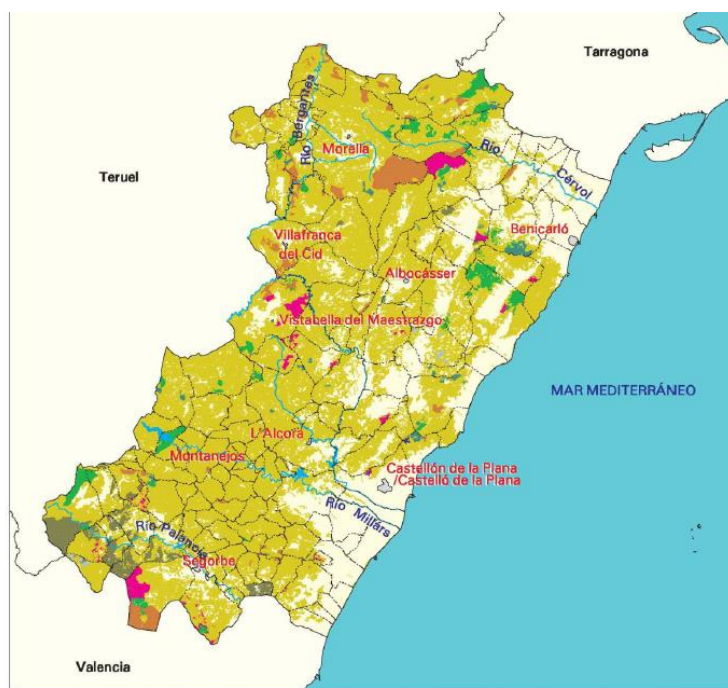 Tarragona
Río Bergantes
Morella
Río
Cérvol
Teruel
Villafranca
del Cid
Benicarló
Albocásser
Vistabella del Maestrazgo
MAR MEDITERRÁNEO
L'Alcora
Montanejos
Castellón de la Plana
/Castelló de la Plana
Río Millárs
Río Palancia
Segorbe
Valencia